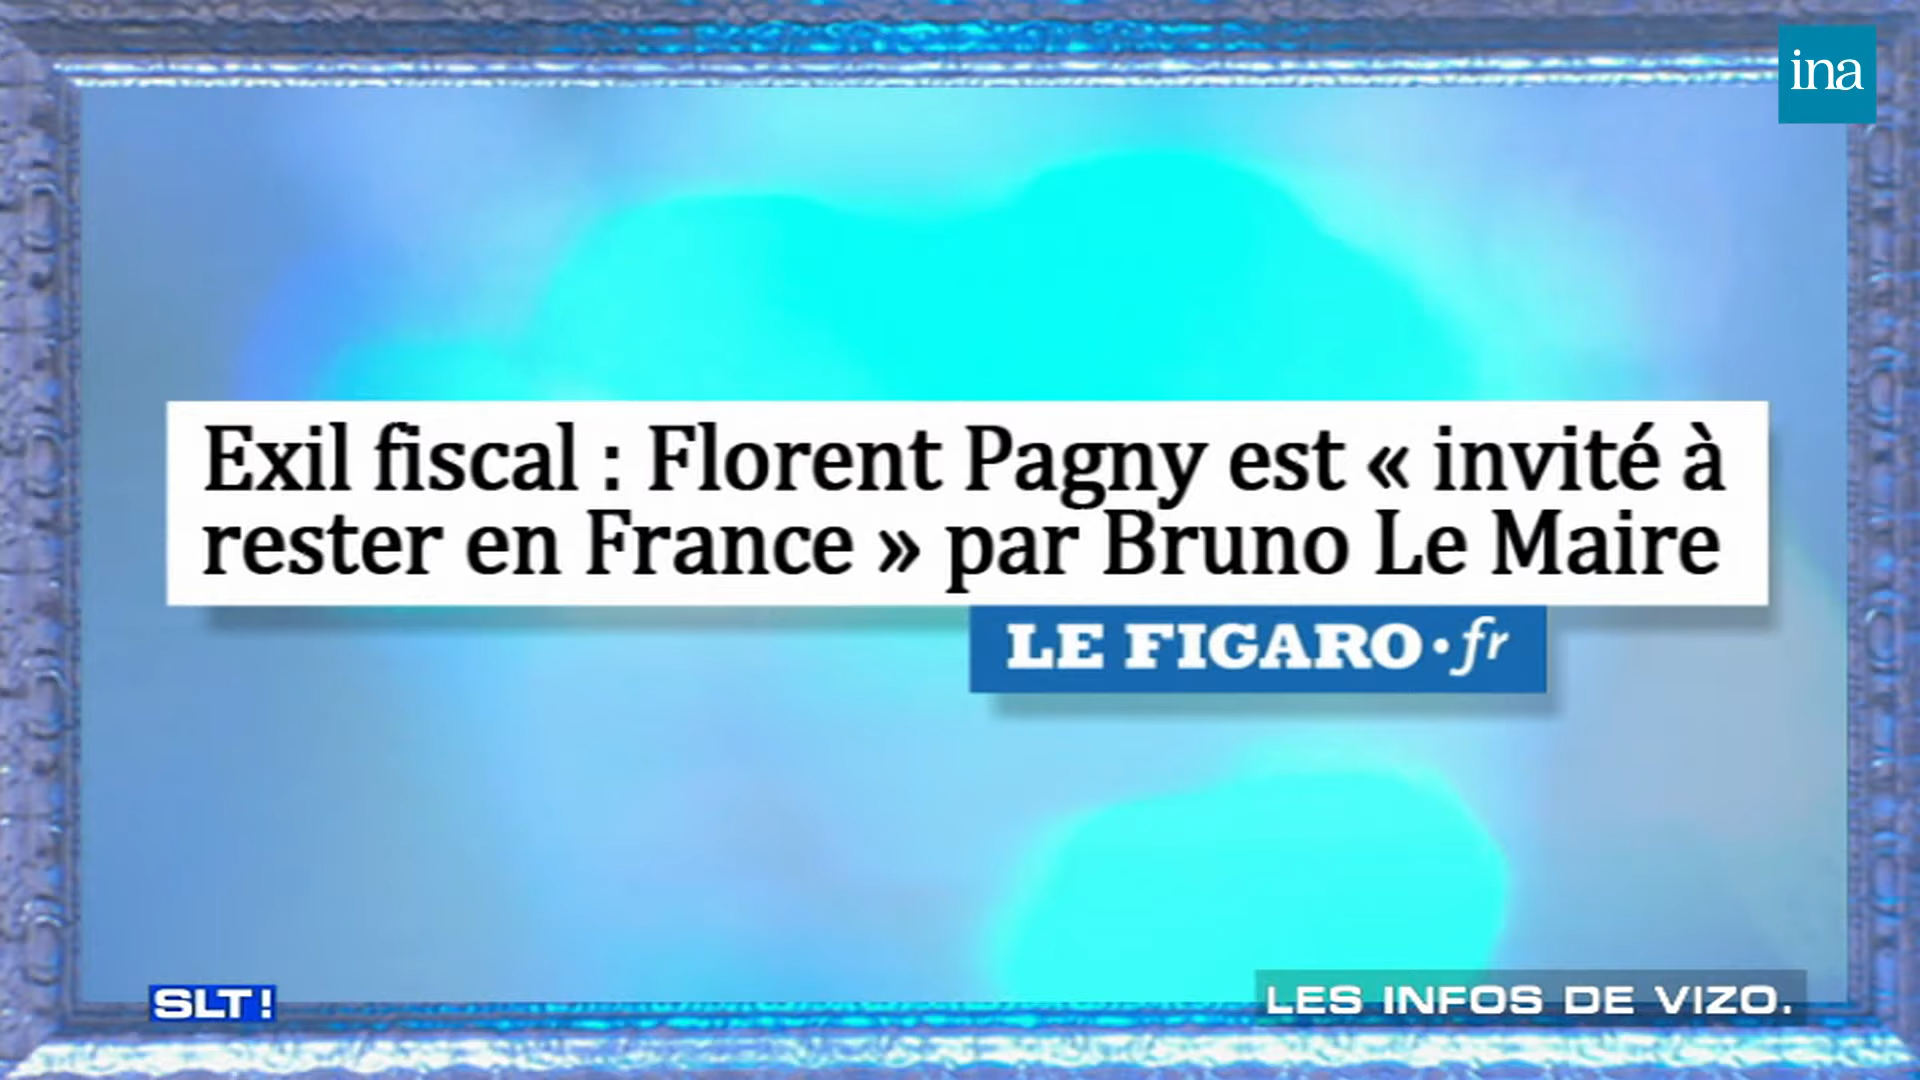 ina
Exil fiscal : Florent Pagny est « invité à
rester en France » par Bruno Le Maire
LE FIGARO·fr
SLT!
LES INFOS DE VIZO.